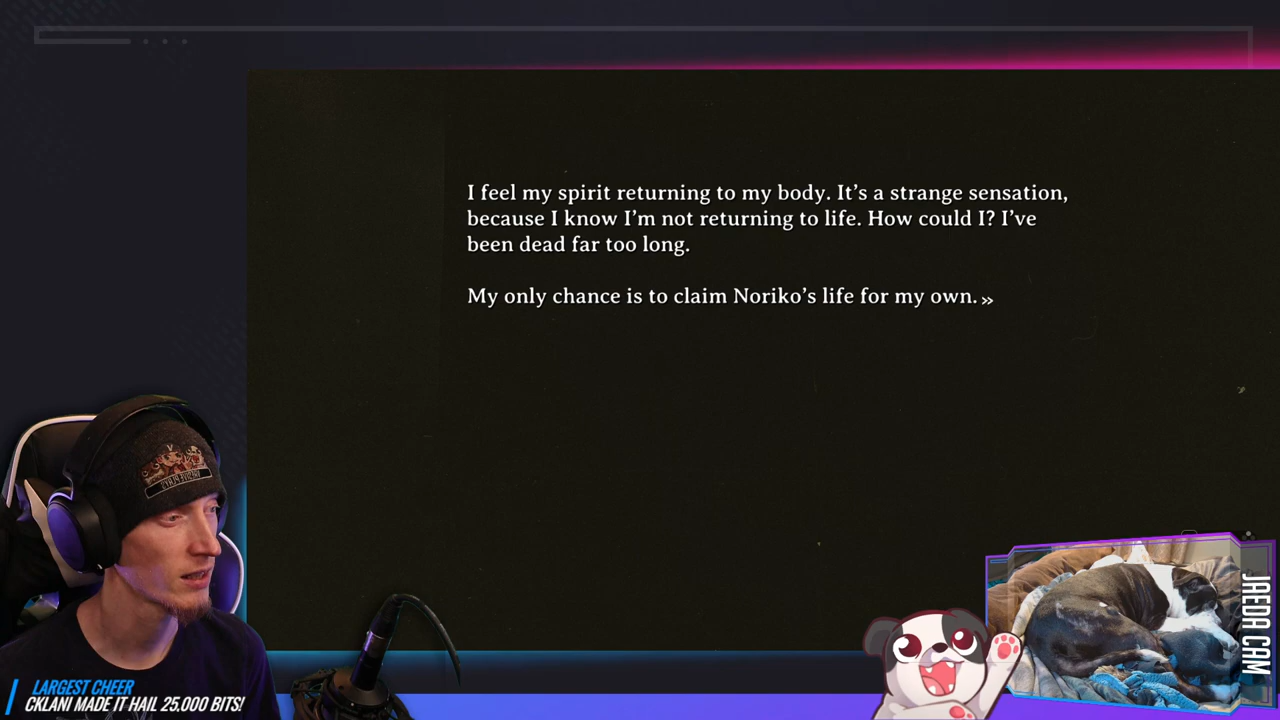 I feel my spirit returning to my body. It’s a strange sensation,
because I know I’m not returning to life. How could I? I’ve
been dead far too long.
My only chance is to claim Noriko’s life for my own. »
JAEDA CAM
LARGEST CHEER
CKLANI MADE IT HAIL 25,000 BITS!